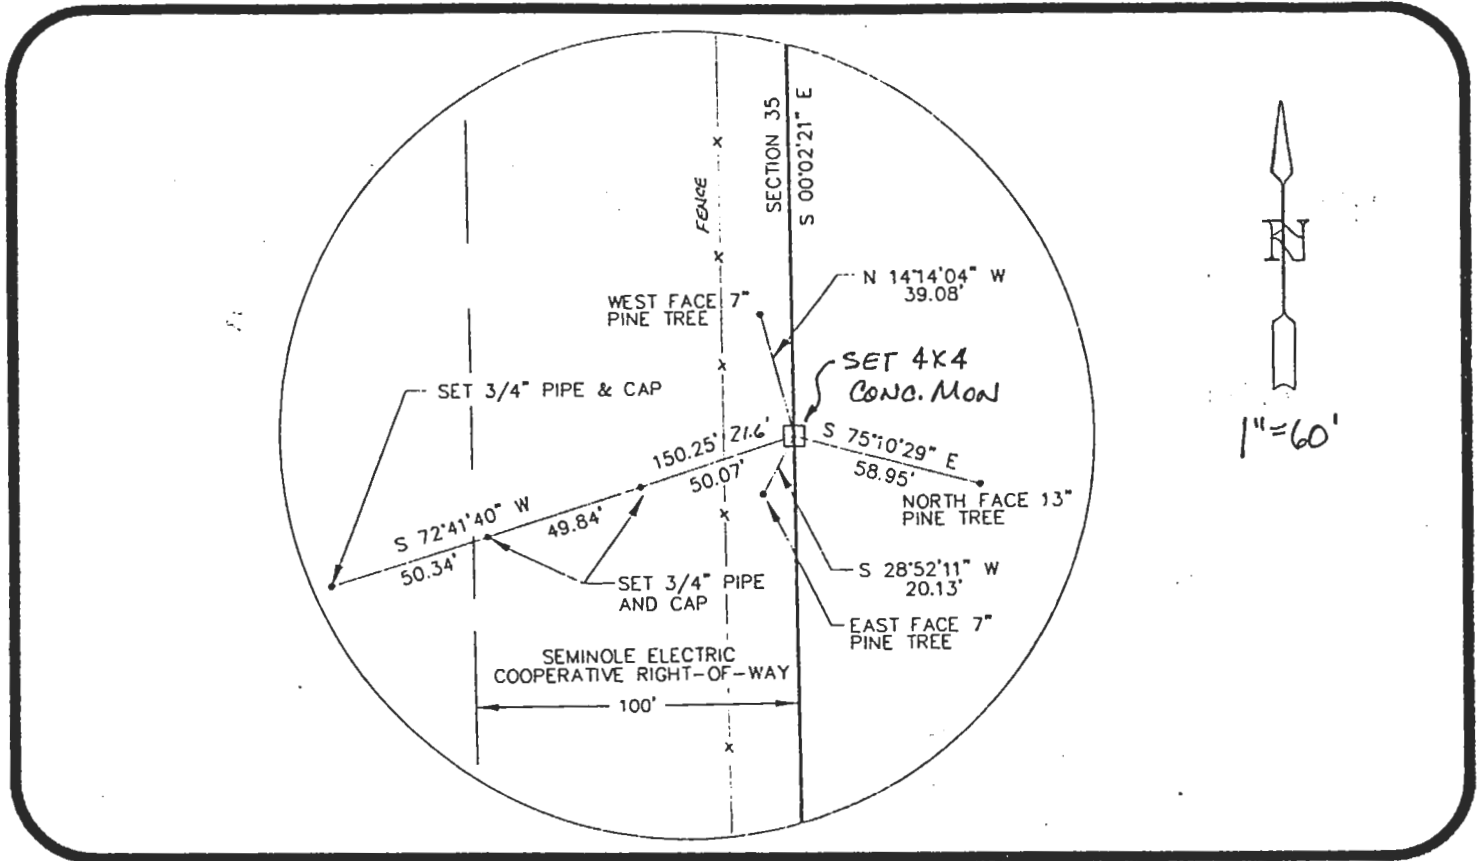 SECTION 35
S 00°02'21" E
FENCE
N 14°14'04" W
39.08'
WEST FACE 7"
PINE TREE
N
SET 4X4
CONC. MON
1"=60'
SET 3/4" PIPE & CAP
150.25' 21.6'
S 75°10'29" E
50.07'
58.95'
NORTH FACE 13"
PINE TREE
S 72°41'40" W
49.84'
50.34'
SET 3/4" PIPE
AND CAP
S 28°52'11" W
20.13'
EAST FACE 7"
PINE TREE
SEMINOLE ELECTRIC
COOPERATIVE RIGHT-OF-WAY
100'